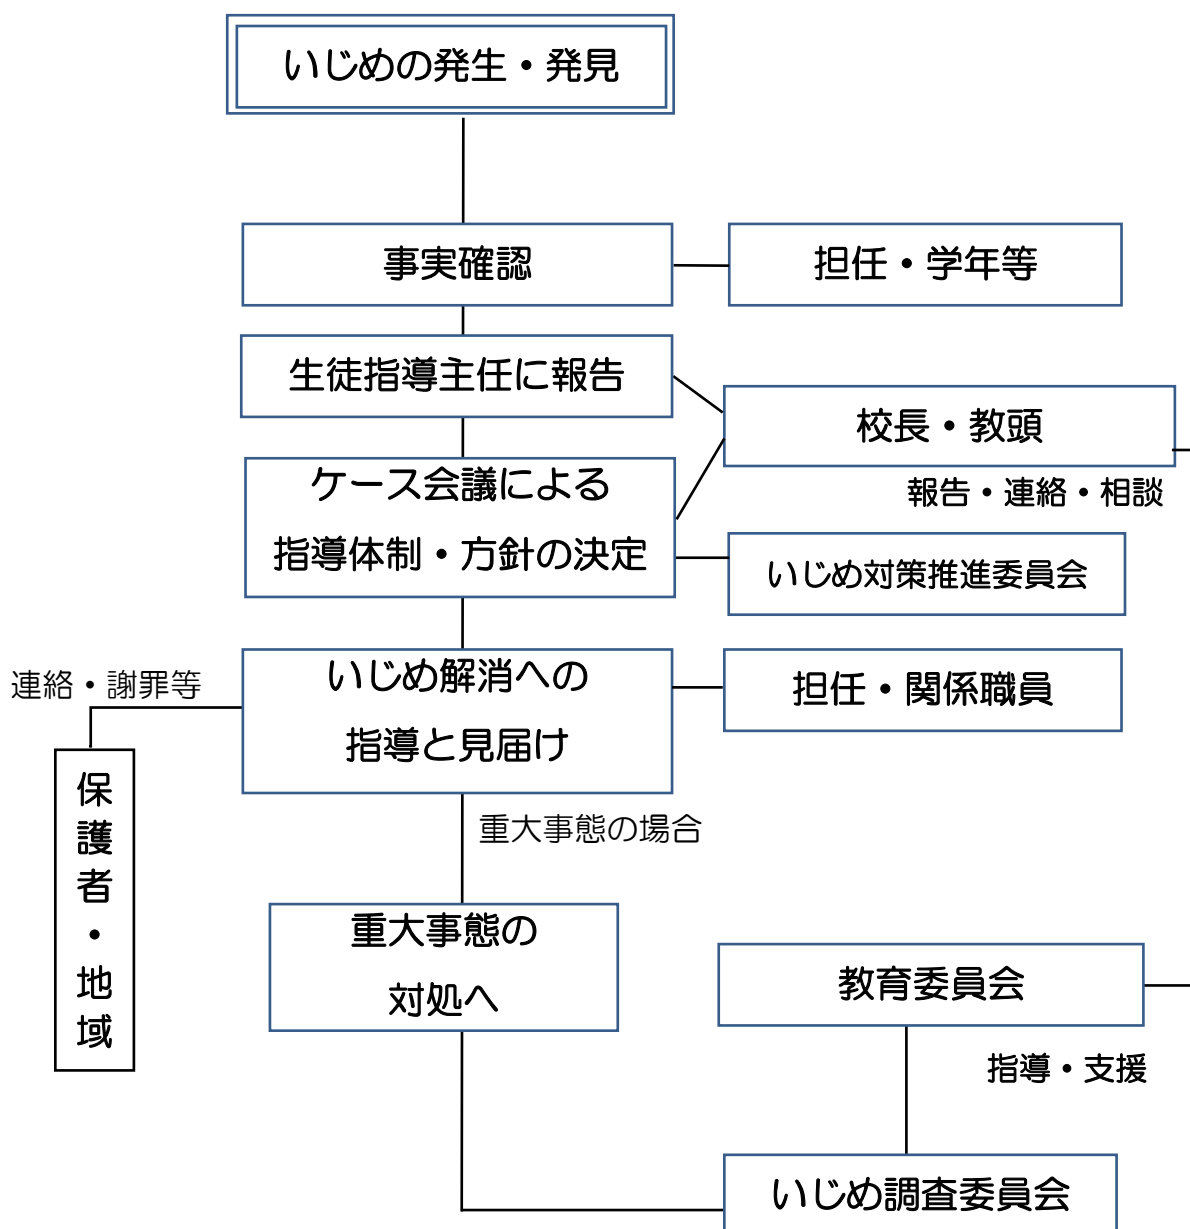 いじめの発生・発見
事実確認
担任・学年等
生徒指導主任に報告
校長・教頭
報告・連絡・相談
ケース会議による
指導体制・方針の決定
いじめ対策推進委員会
連絡・謝罪等
いじめ解消への
指導と見届け
担任・関係職員
保護者・地域
重大事態の場合
重大事態の
対処へ
教育委員会
指導・支援
いじめ調査委員会